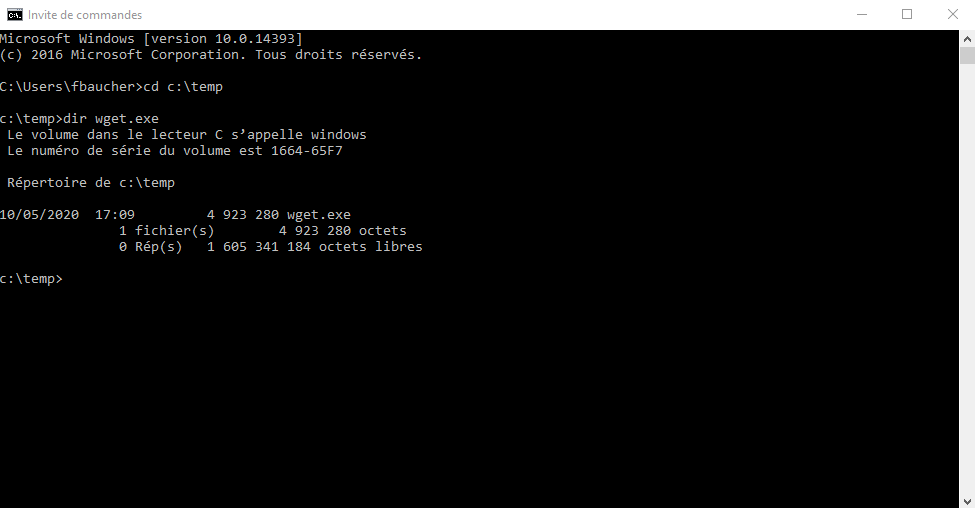 Invite de commandes
Microsoft Windows [version 10.0.14393]
(c) 2016 Microsoft Corporation. Tous droits réservés.
C:\Users\fbaucher>cd c:\temp
c:\temp>dir wget.exe
Le volume dans le lecteur C s’appelle windows
Le numéro de série du volume est 1664-65F7
Répertoire de c:\temp
10/05/2020  17:09         4 923 280 wget.exe
1 fichier(s)        4 923 280 octets
0 Rép(s)   1 605 341 184 octets libres
c:\temp>